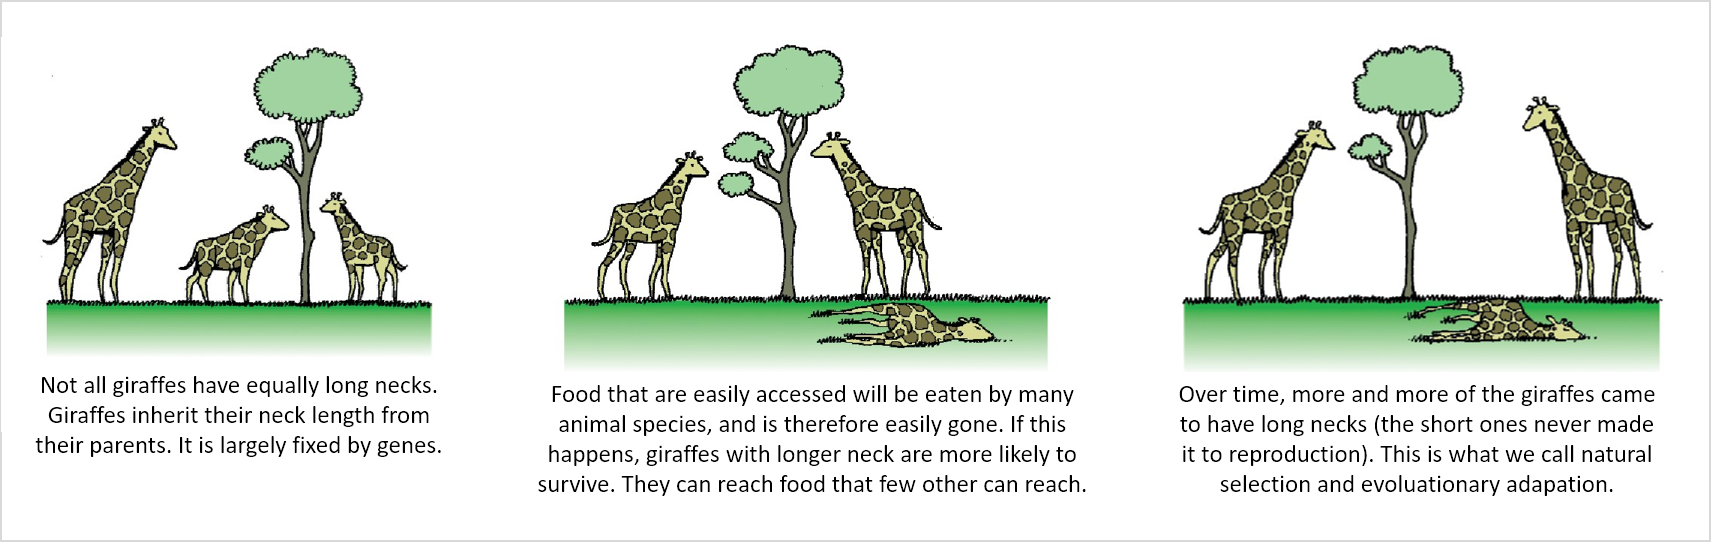 Not all giraffes have equally long necks.
Giraffes inherit their neck length from
their parents. It is largely fixed by genes.
Food that are easily accessed will be eaten by many
animal species, and is therefore easily gone. If this
happens, giraffes with longer neck are more likely to
survive. They can reach food that few other can reach.
Over time, more and more of the giraffes came
to have long necks (the short ones never made
it to reproduction). This is what we call natural
selection and evoluationary adapation.